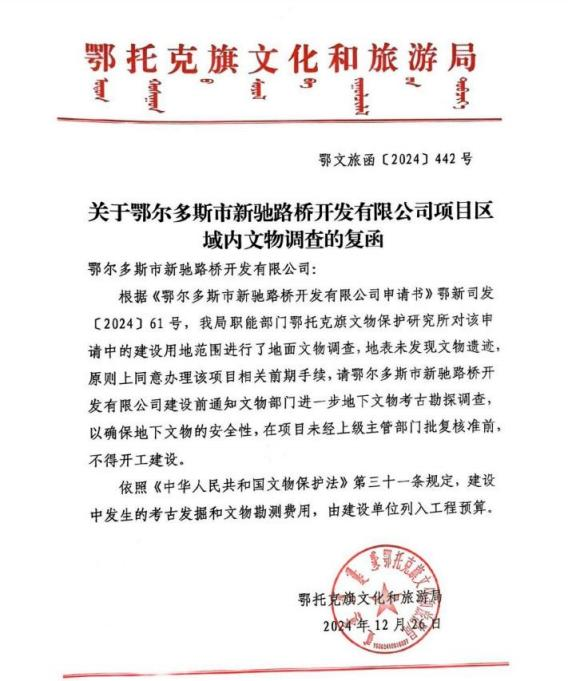 鄂托克旗文化和旅游局
鄂文旅函〔2024〕442 号
关于鄂尔多斯市新驰路桥开发有限公司项目区
域内文物调查的复函
鄂尔多斯市新驰路桥开发有限公司：
根据《鄂尔多斯市新驰路桥开发有限公司申请书》鄂新司发
〔2024〕61 号，我局职能部门鄂托克旗文物保护研究所对该申
请中的建设用地范围进行了地面文物调查，地表未发现文物遗迹，
原则上同意办理该项目相关前期手续，请鄂尔多斯市新驰路桥开
发有限公司建设前通知文物部门进一步地下文物考古勘探调查，
以确保地下文物的安全性，在项目未经上级主管部门批复核准前，
不得开工建设。
依照《中华人民共和国文物保护法》第三十一条规定，建设
中发生的考古发掘和文物勘测费用，由建设单位列入工程预算。
鄂托克旗文化和旅游局
鄂托克旗文化和旅游局
2024 年 12 月 26 日